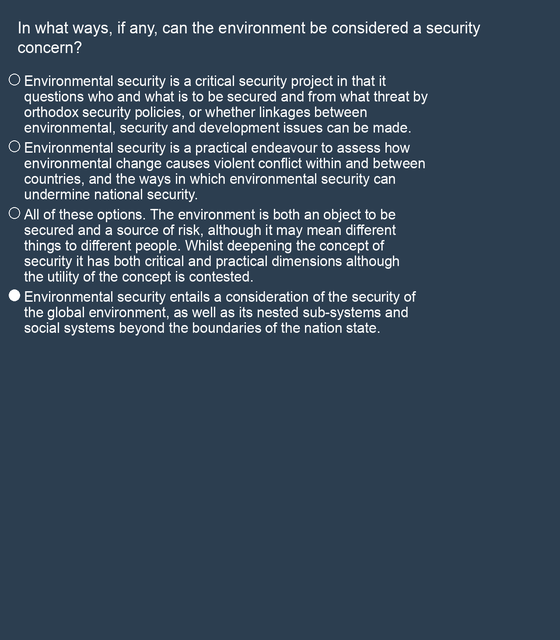 In what ways, if any, can the environment be considered a security
concern?
Environmental security is a critical security project in that it
questions who and what is to be secured and from what threat by
orthodox security policies, or whether linkages between
environmental, security and development issues can be made.
Environmental security is a practical endeavour to assess how
environmental change causes violent conflict within and between
countries, and the ways in which environmental security can
undermine national security.
All of these options. The environment is both an object to be
secured and a source of risk, although it may mean different
things to different people. Whilst deepening the concept of
security it has both critical and practical dimensions although
the utility of the concept is contested.
Environmental security entails a consideration of the security of
the global environment, as well as its nested sub-systems and
social systems beyond the boundaries of the nation state.